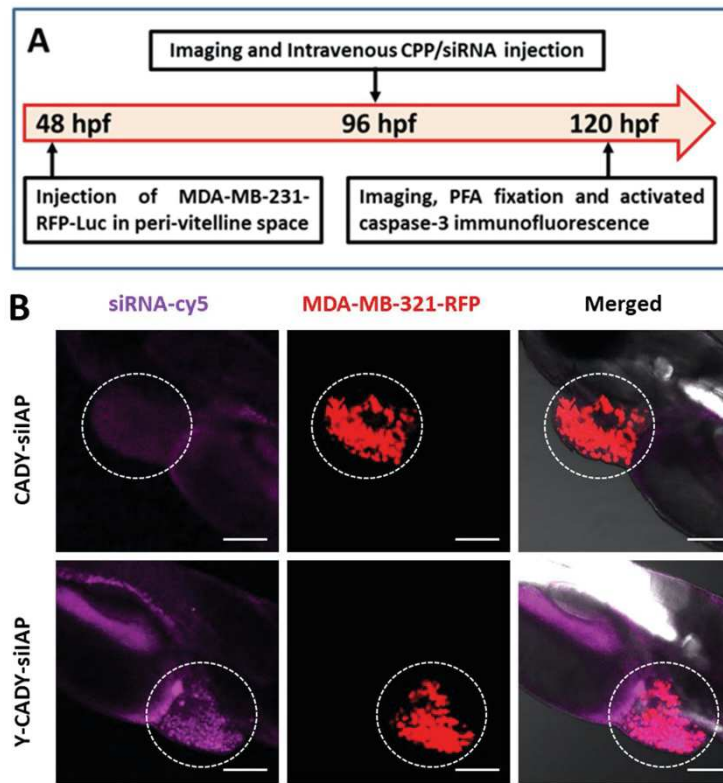 A
Imaging and Intravenous CPP/siRNA injection
48 hpf 96 hpf 120 hpf
Injection of MDA-MB-231-
RFP-Luc in peri-vitelline space
Imaging, PFA fixation and activated
caspase-3 immunofluorescence
B
siRNA-cy5 MDA-MB-321-RFP Merged
CADY-siIAP
Y-CADY-siIAP